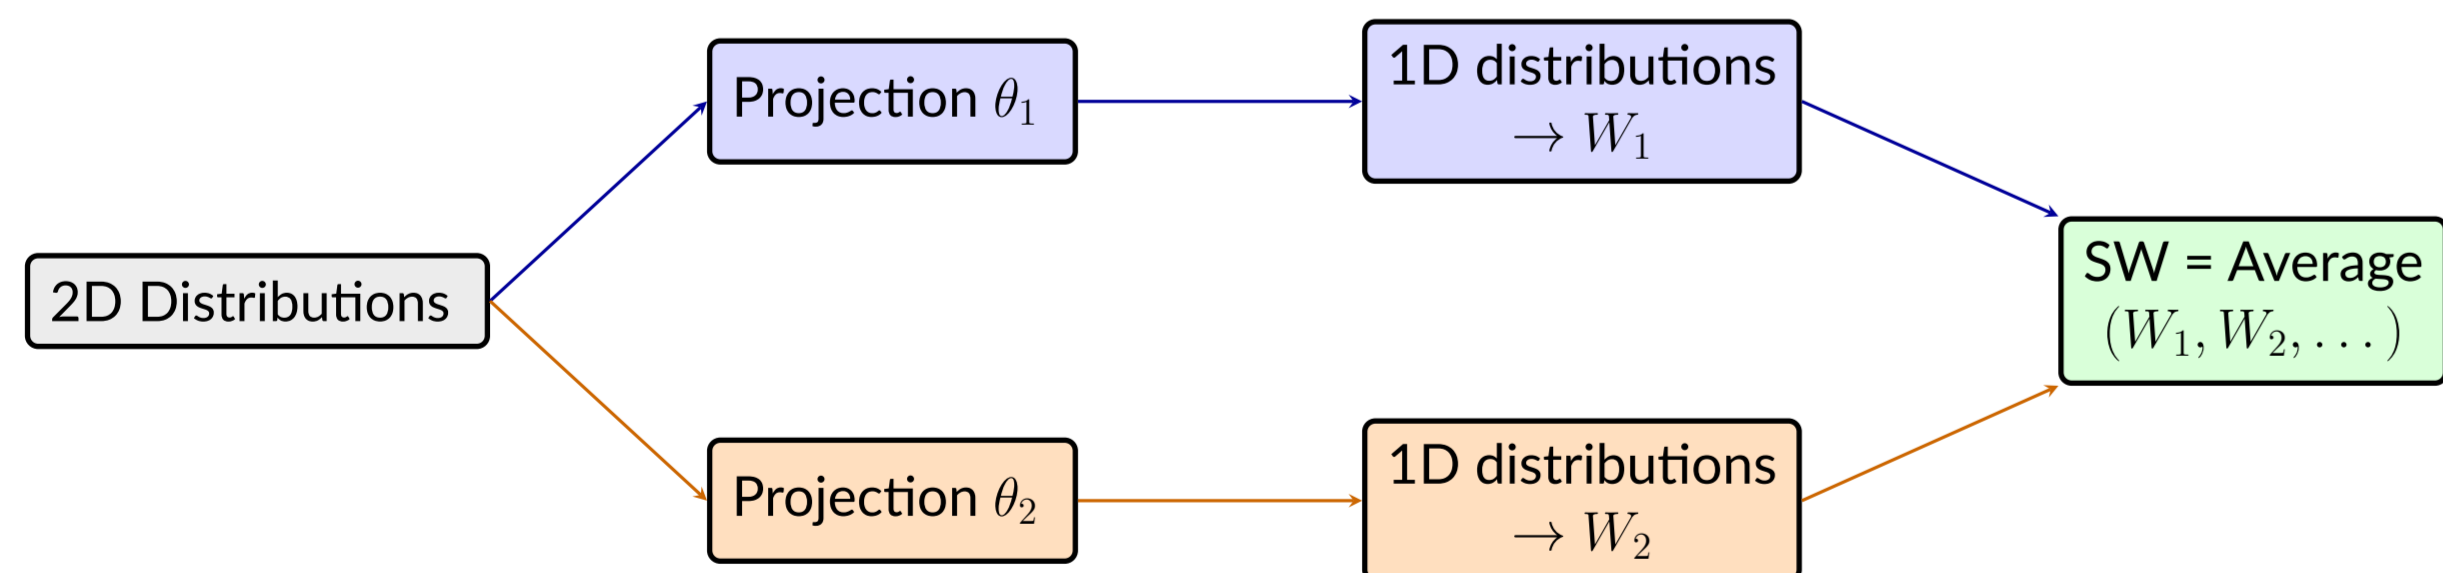 2D Distributions
Projection θ₁
1D distributions
→ W₁
Projection θ₂
1D distributions
→ W₂
SW = Average
(W₁, W₂, . . . )